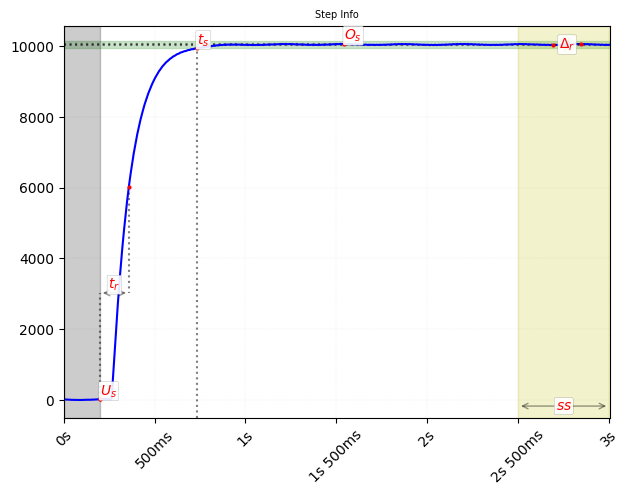 Step Info
10000
8000
6000
4000
2000
0
t_s
O_s
Δ_r
t_r
U_s
ss
0s
500ms
1s
1s 500ms
2s
2s 500ms
3s